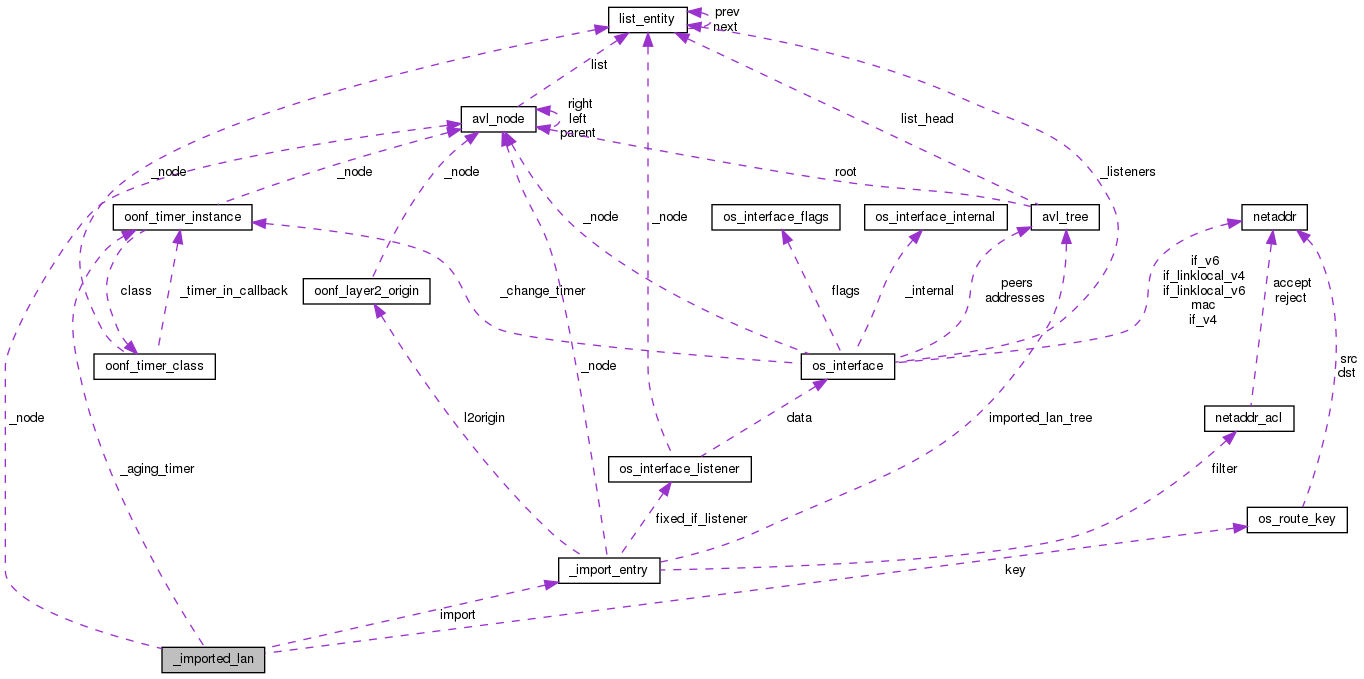 list_entity
prev
next
list
avl_node
right
left
parent
list_head
_node
_node
_node
root
_listeners
oonf_timer_instance
_node
_node
os_interface_flags
os_interface_internal
avl_tree
netaddr
class
_timer_in_callback
oonf_layer2_origin
_change_timer
flags
_internal
peers
addresses
if_v6
if_linklocal_v4
if_linklocal_v6
mac
if_v4
accept
reject
oonf_timer_class
_node
os_interface
src
dst
_node
l2origin
data
imported_lan_tree
netaddr_acl
_aging_timer
os_interface_listener
filter
fixed_if_listener
os_route_key
_import_entry
key
import
_imported_lan